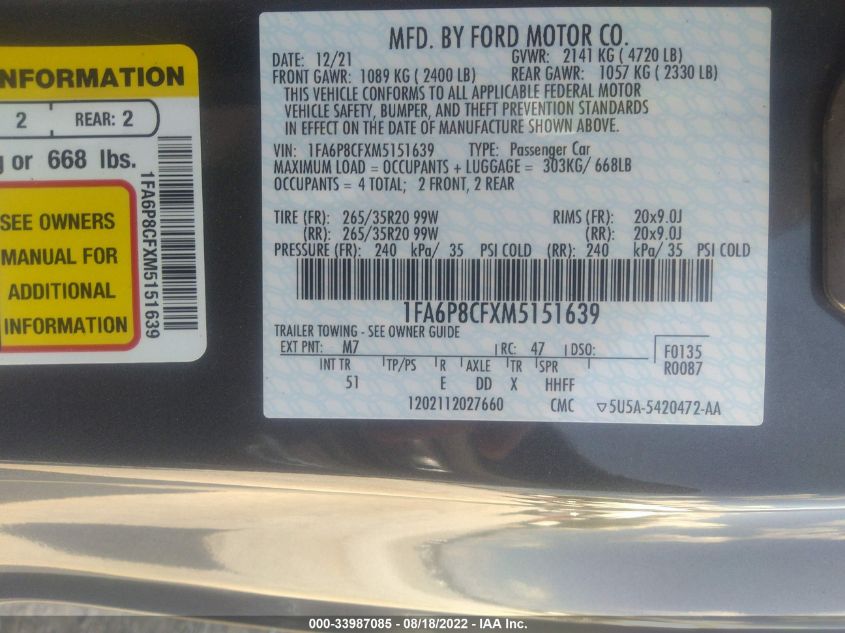 NFORMATION
2 REAR: 2
g or 668 lbs.
SEE OWNERS
MANUAL FOR
ADDITIONAL
INFORMATION
1FA6P8CFXM5151639
MFD. BY FORD MOTOR CO.
DATE: 12/21 GVWR: 2141 KG ( 4720 LB)
FRONT GAWR: 1089 KG ( 2400 LB) REAR GAWR: 1057 KG ( 2330 LB)
THIS VEHICLE CONFORMS TO ALL APPLICABLE FEDERAL MOTOR
VEHICLE SAFETY, BUMPER, AND THEFT PREVENTION STANDARDS
IN EFFECT ON THE DATE OF MANUFACTURE SHOWN ABOVE.
VIN: 1FA6P8CFXM5151639 TYPE: Passenger Car
MAXIMUM LOAD = OCCUPANTS + LUGGAGE = 303KG/ 668LB
OCCUPANTS = 4 TOTAL; 2 FRONT, 2 REAR
TIRE (FR): 265/35R20 99W RIMS (FR): 20x9.0J
(RR): 265/35R20 99W (RR): 20x9.0J
PRESSURE (FR): 240 kPa/ 35 PSI COLD (RR): 240 kPa/ 35 PSI COLD
1FA6P8CFXM5151639
TRAILER TOWING - SEE OWNER GUIDE
EXT PNT: M7 RC: 47 DSO: F0135
R0087
INT TR TP/PS R AXLE TR SPR
51 E DD X HHFF
1202112027660 CMC ▽5U5A-5420472-AA
000-33987085 - 08/18/2022 - IAA Inc.